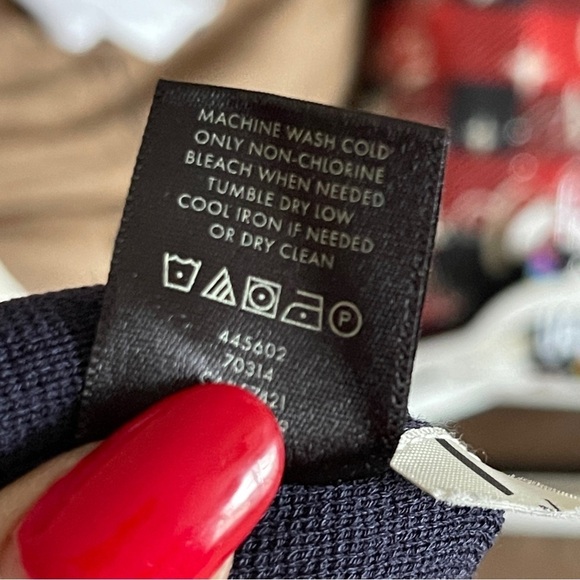 MACHINE WASH COLD
ONLY NON-CHLORINE
BLEACH WHEN NEEDED
TUMBLE DRY LOW
COOL IRON IF NEEDED
OR DRY CLEAN
P
445602
70314